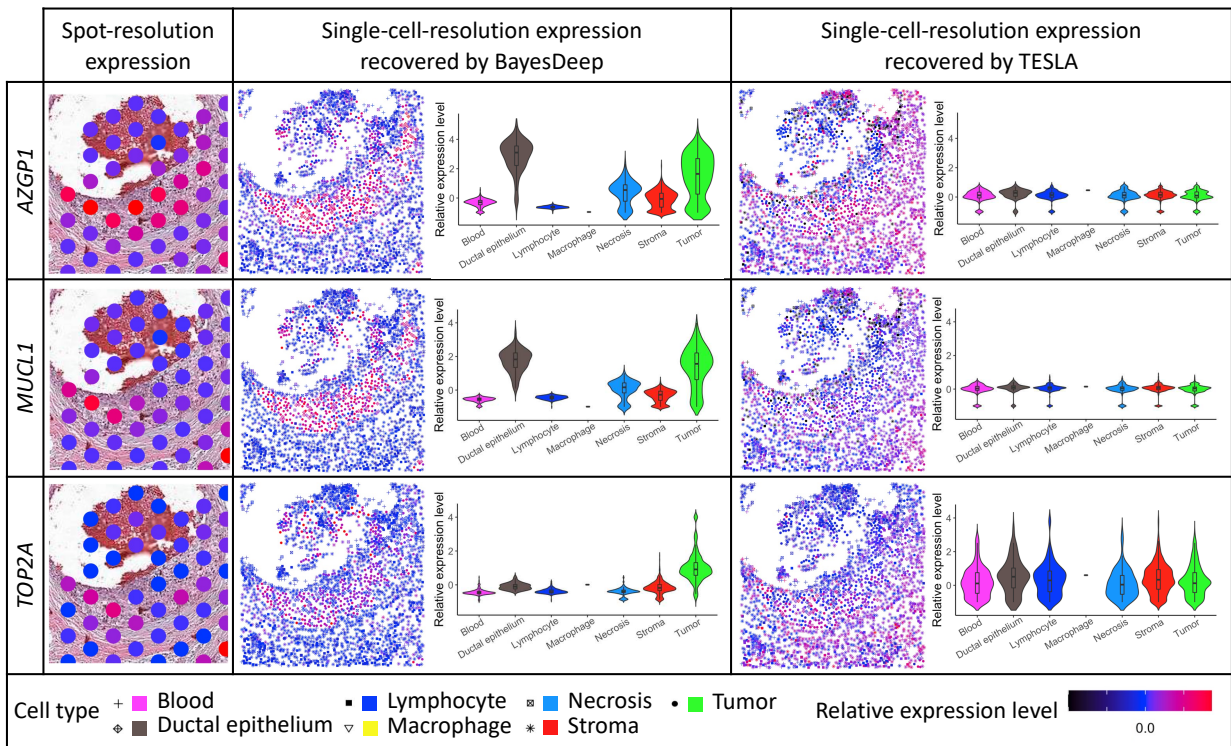 Spot-resolution
expression
Single-cell-resolution expression
recovered by BayesDeep
Single-cell-resolution expression
recovered by TESLA
AZGP1
Relative expression level
4
2
0
Blood
Ductal epithelium
Lymphocyte
Macrophage
Necrosis
Stroma
Tumor
Relative expression level
4
2
0
Blood
Ductal epithelium
Lymphocyte
Macrophage
Necrosis
Stroma
Tumor
MUCL1
Relative expression level
4
2
0
Blood
Ductal epithelium
Lymphocyte
Macrophage
Necrosis
Stroma
Tumor
Relative expression level
4
2
0
Blood
Ductal epithelium
Lymphocyte
Macrophage
Necrosis
Stroma
Tumor
TOP2A
Relative expression level
4
2
0
Blood
Ductal epithelium
Lymphocyte
Macrophage
Necrosis
Stroma
Tumor
Relative expression level
4
2
0
Blood
Ductal epithelium
Lymphocyte
Macrophage
Necrosis
Stroma
Tumor
Cell type
Blood
Lymphocyte
Necrosis
Tumor
Ductal epithelium
Macrophage
Stroma
Relative expression level
0.0